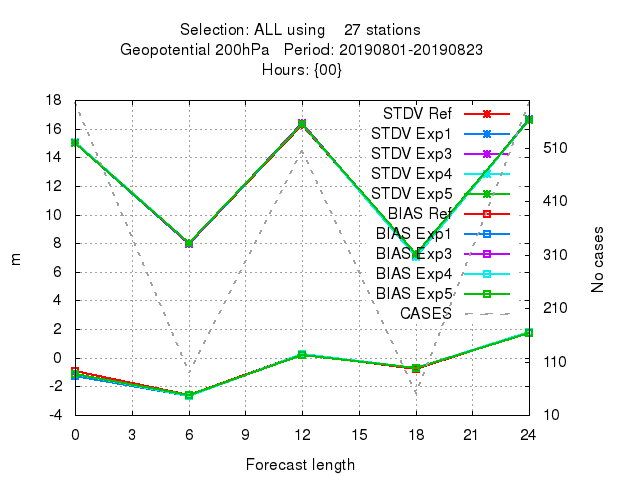 Selection: ALL using    27 stations
Geopotential 200hPa   Period: 20190801-20190823
Hours: {00}
18
16
14
12
10
8
6
4
2
0
-2
-4
m
STDV Ref
STDV Exp1
STDV Exp3
STDV Exp4
STDV Exp5
BIAS Ref
BIAS Exp1
BIAS Exp3
BIAS Exp4
BIAS Exp5
CASES
510
410
310
210
110
10
No cases
0 3 6 9 12 15 18 21 24
Forecast length